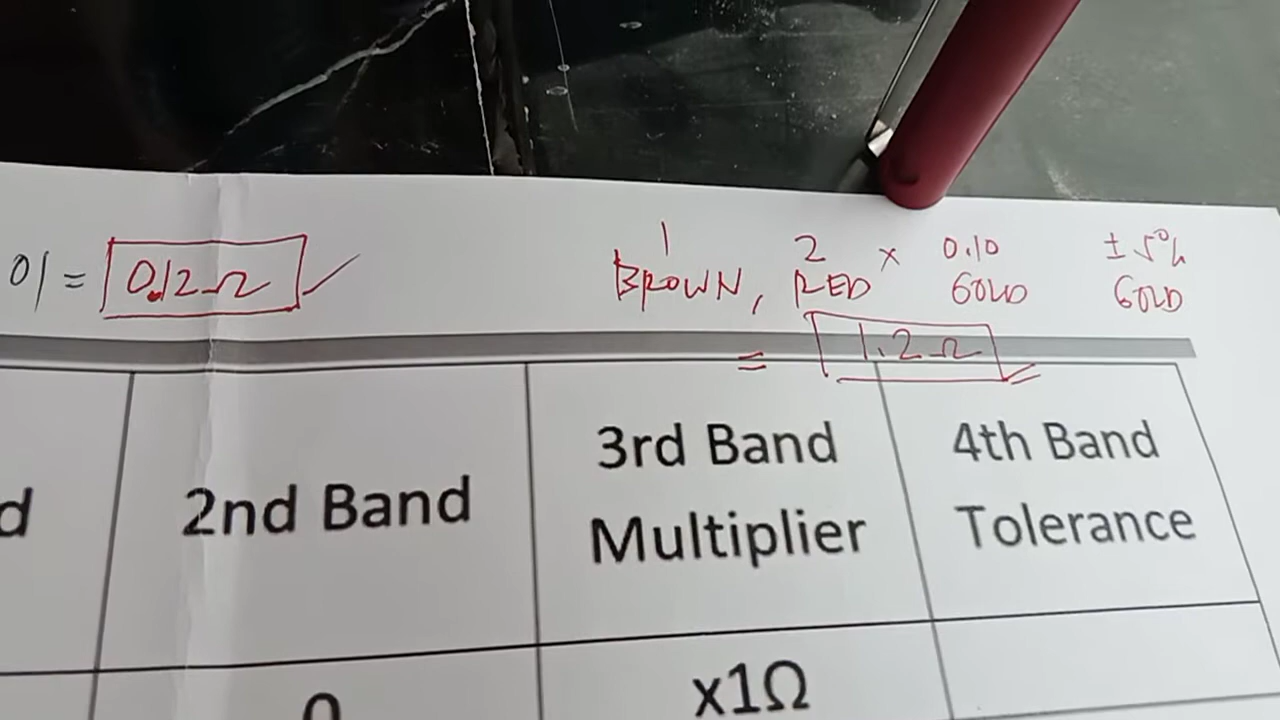 01 = 0.12Ω ✓
1 2 × 0.10 ± 5%
BROWN, RED GOLD GOLD
= 1.2Ω
2nd Band 3rd Band Multiplier 4th Band Tolerance
x1Ω